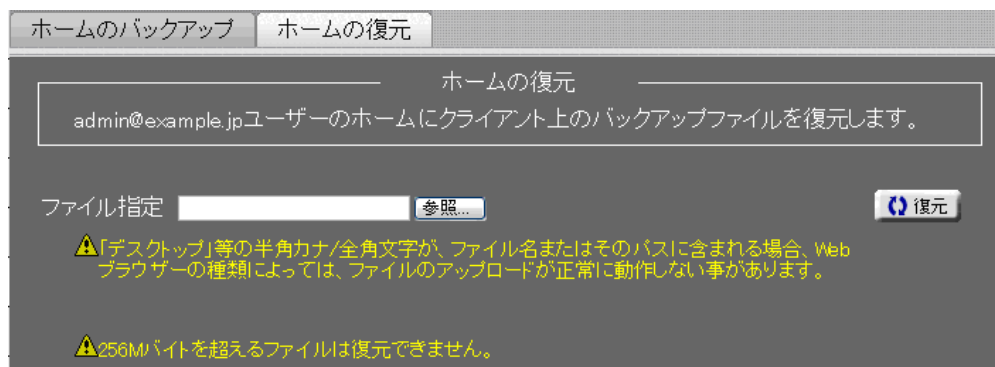 ホームのバックアップ ホームの復元
ホームの復元
admin@example.jpユーザーのホームにクライアント上のバックアップファイルを復元します。
ファイル指定 参照... 復元
「デスクトップ」等の半角カナ/全角文字が、ファイル名またはそのパスに含まれる場合、Web
ブラウザーの種類によっては、ファイルのアップロードが正常に動作しない事があります。
256Mバイトを超えるファイルは復元できません。